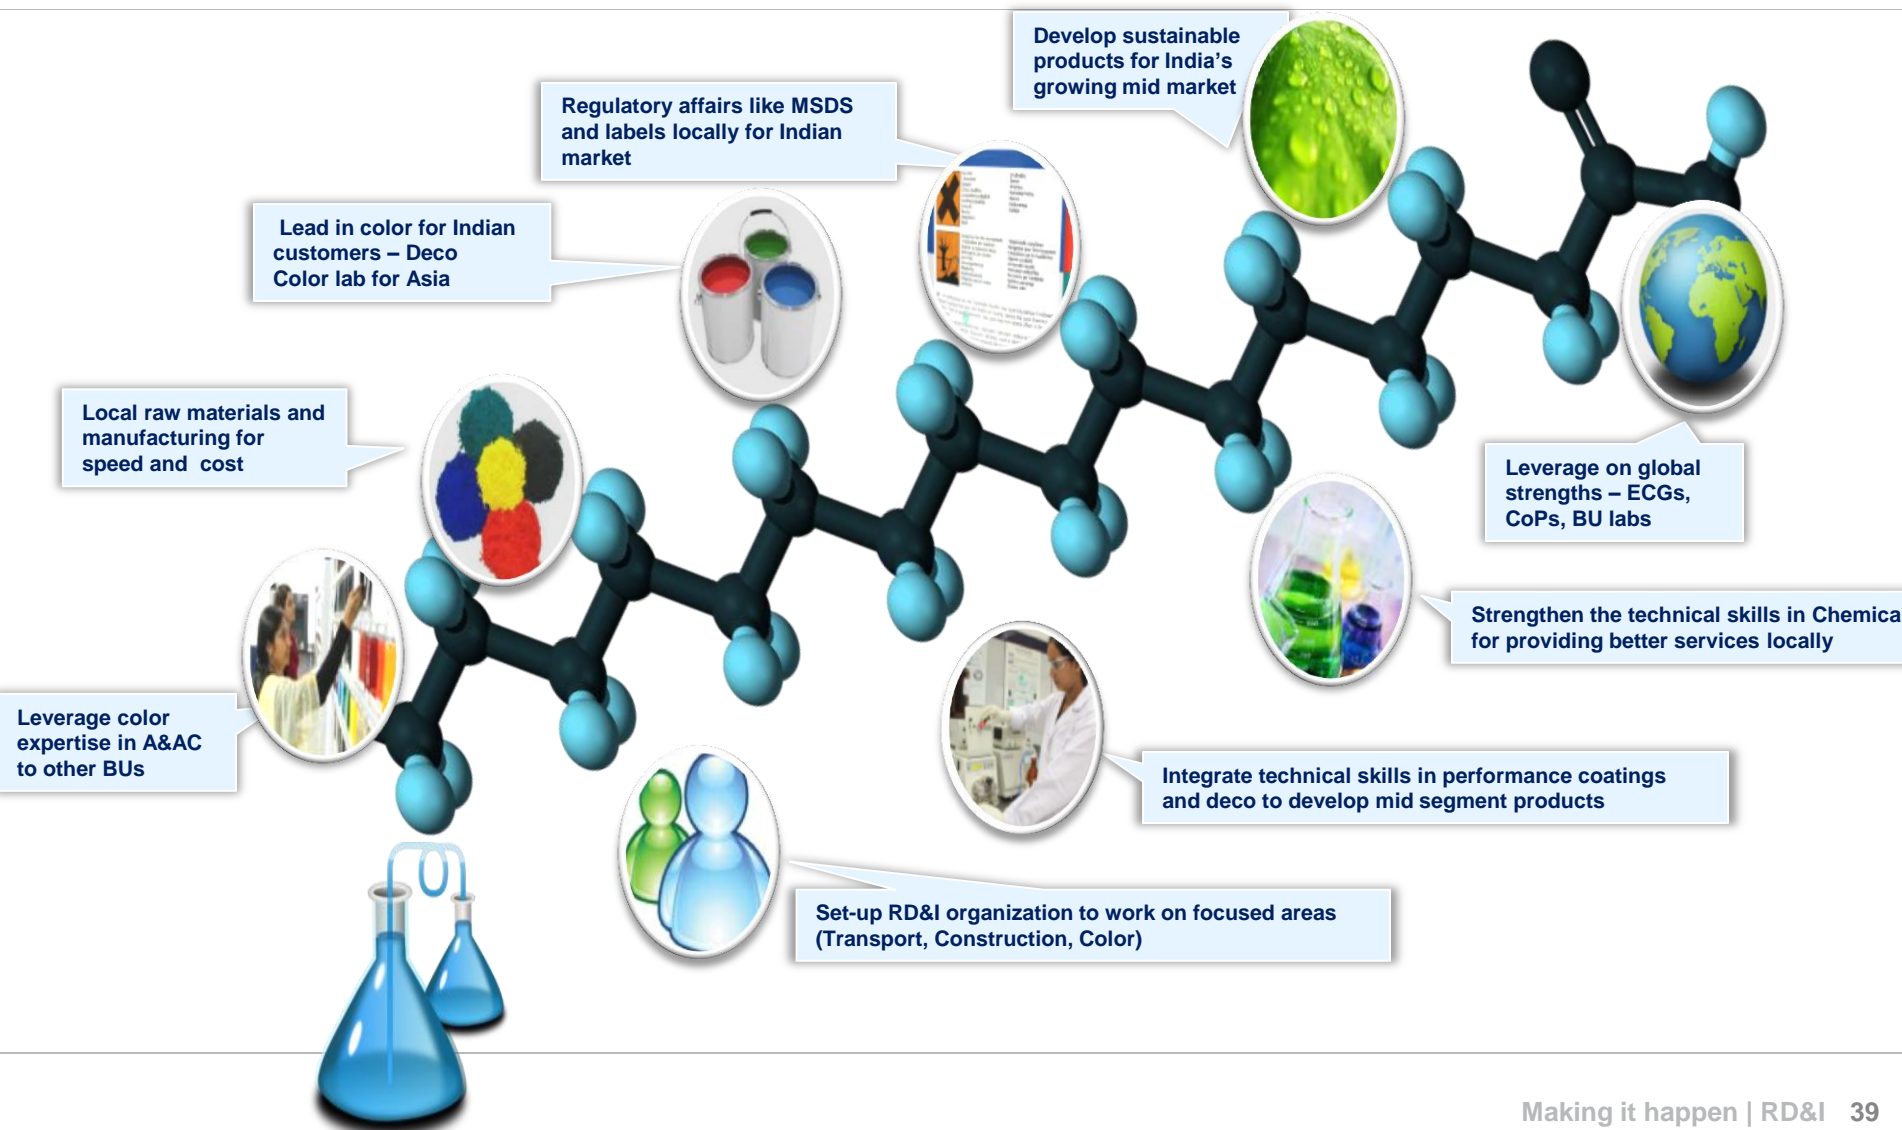 Develop sustainable
products for India's
growing mid market
Regulatory affairs like MSDS
and labels locally for Indian
market
Lead in color for Indian
customers – Deco
Color lab for Asia
Local raw materials and
manufacturing for
speed and cost
Leverage color
expertise in A&AC
to other BUs
Leverage on global
strengths – ECGs,
CoPs, BU labs
Strengthen the technical skills in Chemica
for providing better services locally
Integrate technical skills in performance coatings
and deco to develop mid segment products
Set-up RD&I organization to work on focused areas
(Transport, Construction, Color)
Making it happen | RD&I 39